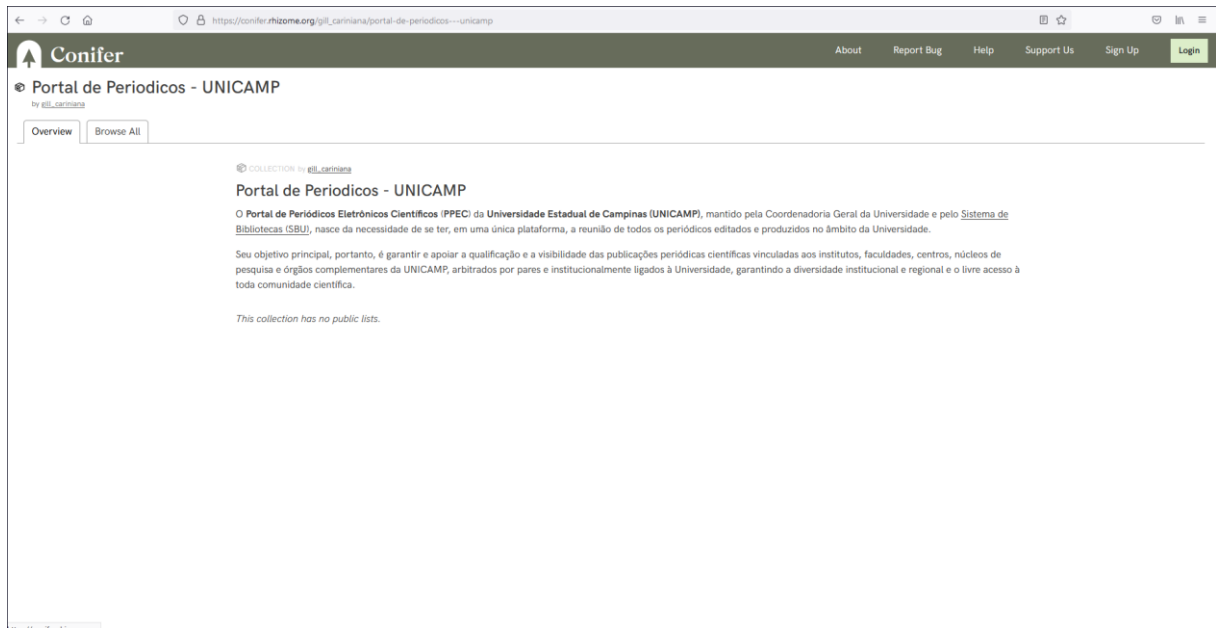 https://conifer.rhizome.org/gill_cariniana/portal-de-periodicos---unicamp
Conifer
About Report Bug Help Support Us Sign Up Login
Portal de Periodicos - UNICAMP
by gill_cariniana
Overview Browse All
COLLECTION by gill_cariniana
Portal de Periodicos - UNICAMP
O Portal de Periódicos Eletrônicos Científicos (PPEC) da Universidade Estadual de Campinas (UNICAMP), mantido pela Coordenadoria Geral da Universidade e pelo Sistema de
Bibliotecas (SBU), nasce da necessidade de se ter, em uma única plataforma, a reunião de todos os periódicos editados e produzidos no âmbito da Universidade.
Seu objetivo principal, portanto, é garantir e apoiar a qualificação e a visibilidade das publicações periódicas científicas vinculadas aos institutos, faculdades, centros, núcleos de
pesquisa e órgãos complementares da UNICAMP, arbitrados por pares e institucionalmente ligados à Universidade, garantindo a diversidade institucional e regional e o livre acesso à
toda comunidade científica.
This collection has no public lists.